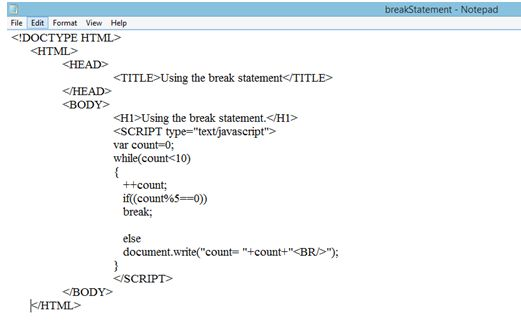 breakStatement - Notepad
File Edit Format View Help
<!DOCTYPE HTML>
<HTML>
<HEAD>
<TITLE>Using the break statement</TITLE>
</HEAD>
<BODY>
<H1>Using the break statement.</H1>
<SCRIPT type="text/javascript">
var count=0;
while(count<10)
{
++count;
if((count%5==0))
break;
else
document.write("count= "+count+"<BR/>");
}
</SCRIPT>
</BODY>
</HTML>